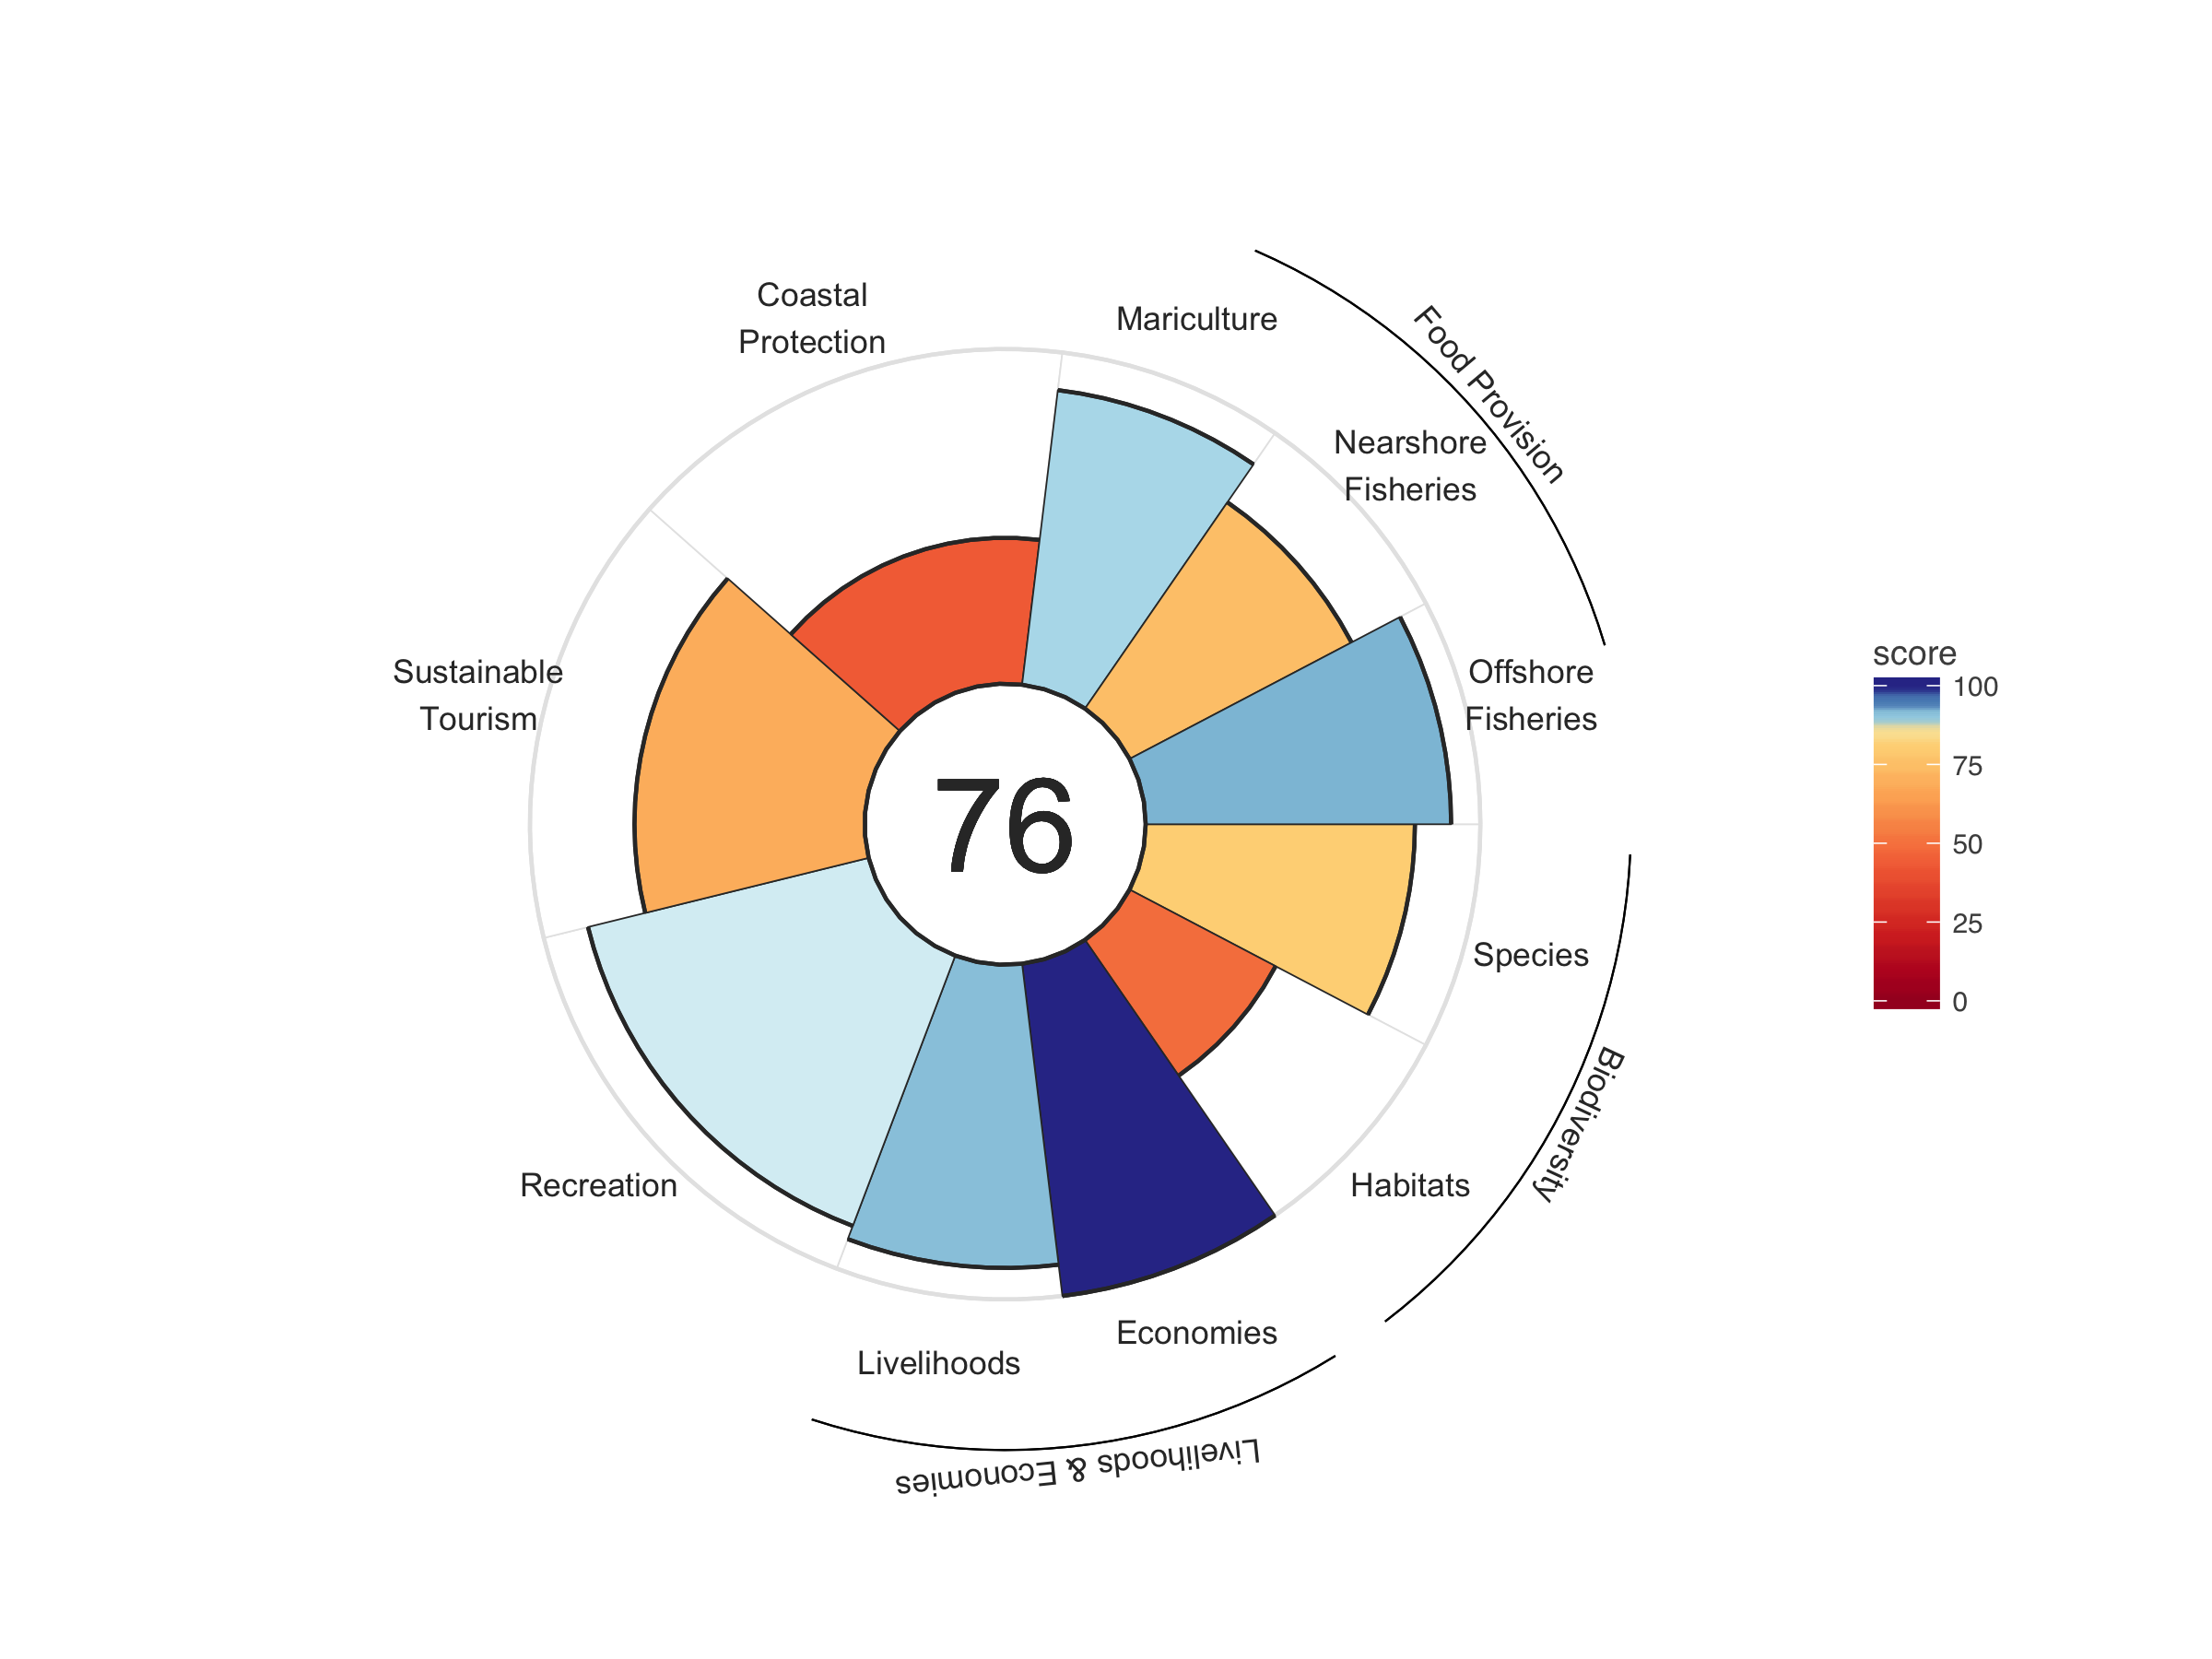 Coastal
Protection
Mariculture
Food Provision
Nearshore
Fisheries
Sustainable
Tourism
Offshore
Fisheries
76
score
100
75
50
25
0
Species
Biodiversity
Recreation
Habitats
Economies
Livelihoods
Livelihoods & Economies